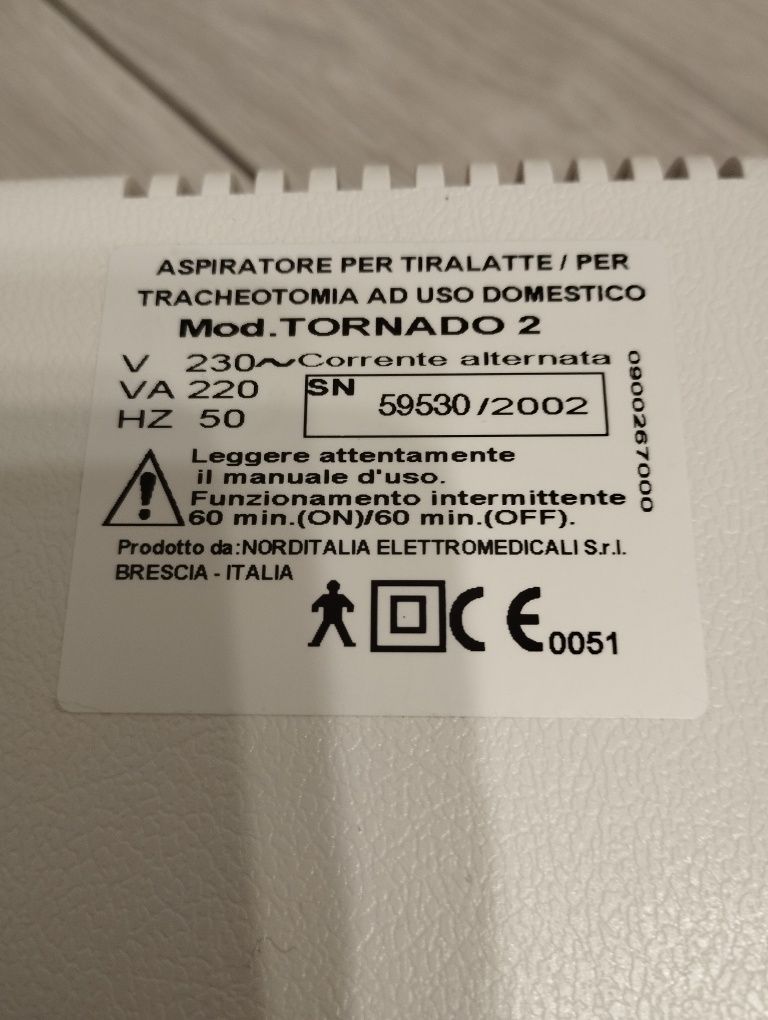 ASPIRATORE PER TIRALATTE / PER
TRACHEOTOMIA AD USO DOMESTICO
Mod.TORNADO 2
V 230~Corrente alternata
VA 220
HZ 50
SN 59530/2002
0900267000
Leggere attentamente
il manuale d'uso.
Funzionamento intermittente
60 min.(ON)/60 min.(OFF).
Prodotto da:NORDITALIA ELETTROMEDICALI S.r.l.
BRESCIA - ITALIA
CE 0051